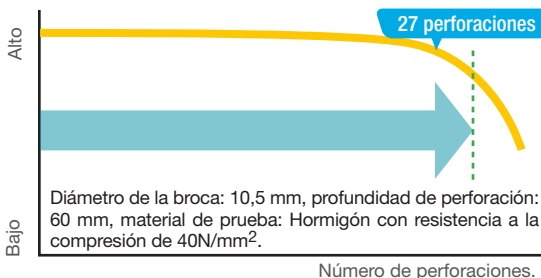 Alto
27 perforaciones
Diámetro de la broca: 10,5 mm, profundidad de perforación:
60 mm, material de prueba: Hormigón con resistencia a la
compresión de 40N/mm².
Bajo
Número de perforaciones.